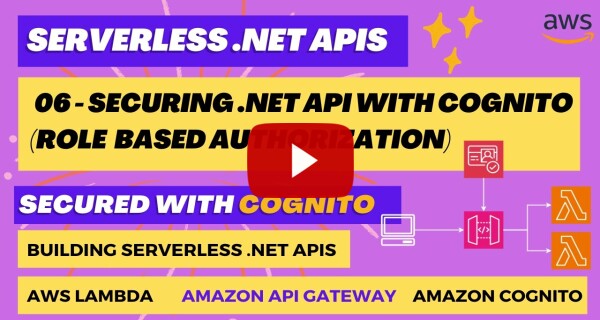 SERVERLESS .NET APIS
aws
06 - SECURING .NET API WITH COGNITO
(ROLE BASED AUTHORIZATION)
SECURED WITH COGNITO
BUILDING SERVERLESS .NET APIS
AWS LAMBDA AMAZON API GATEWAY AMAZON COGNITO